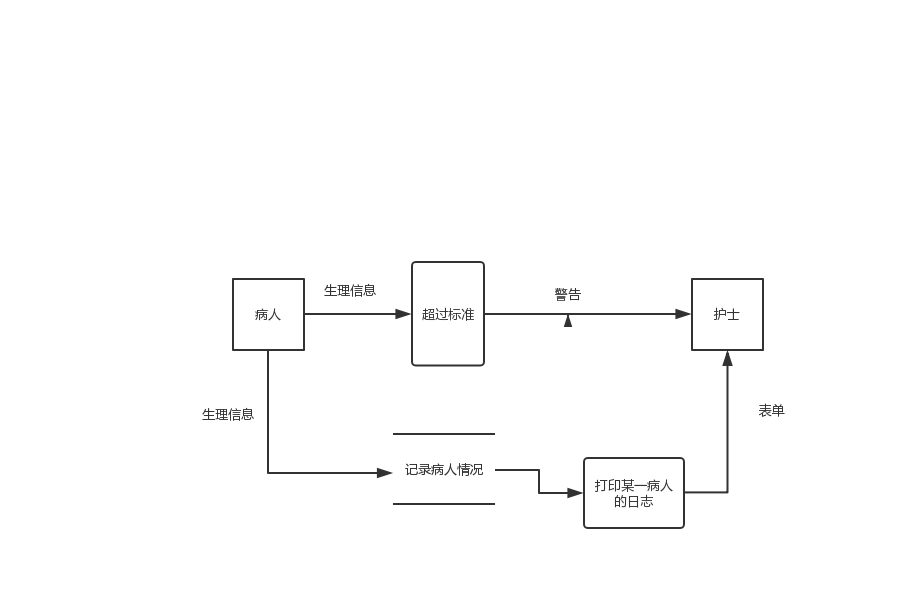 生理信息
警告
病人
超过标准
护士
生理信息
表单
记录病人情况
打印某一病人
的日志